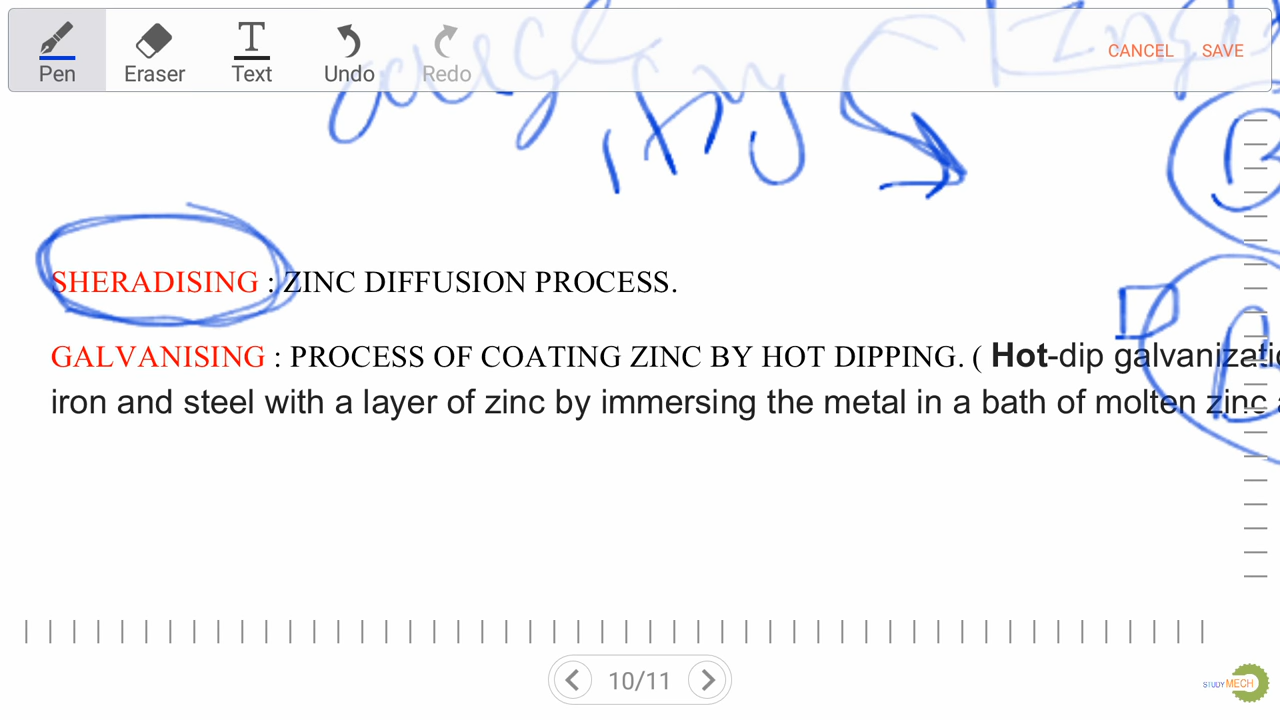 Pen Eraser Text Undo Redo CANCEL SAVE
SHERADISING : ZINC DIFFUSION PROCESS.
GALVANISING : PROCESS OF COATING ZINC BY HOT DIPPING. ( Hot-dip
iron and steel with a layer of zinc by immersing the metal in a bath of molten zinc
10/11
STUDY MECH